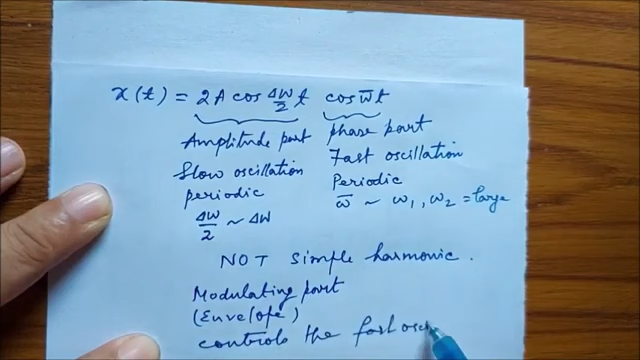 x(t) = 2A cos Δω/2 t cos ω̄t
Amplitude part phase part
Slow oscillation Fast oscillation
periodic Periodic
Δω/2 ~ Δω ω̄ ~ ω₁, ω₂ = large
NOT simple harmonic.
Modulating part
(Envelope)
controls the fast osci